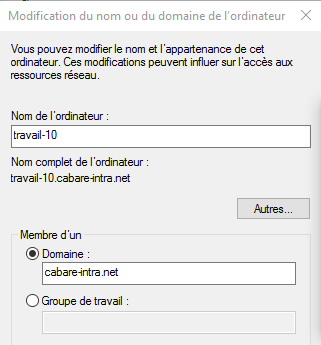 Modification du nom ou du domaine de l'ordinateur
Vous pouvez modifier le nom et l'appartenance de cet
ordinateur. Ces modifications peuvent influer sur l'accès aux
ressources réseau.
Nom de l'ordinateur :
travail-10
Nom complet de l'ordinateur :
travail-10.cabare-intra.net
Autres...
Membre d'un
Domaine :
cabare-intra.net
Groupe de travail :